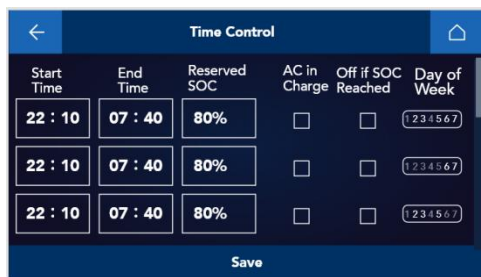 Time Control
Start Time End Time Reserved SOC AC in Charge Off if SOC Reached Day of Week
22 : 10 07 : 40 80% 1234567
22 : 10 07 : 40 80% 1234567
22 : 10 07 : 40 80% 1234567
Save